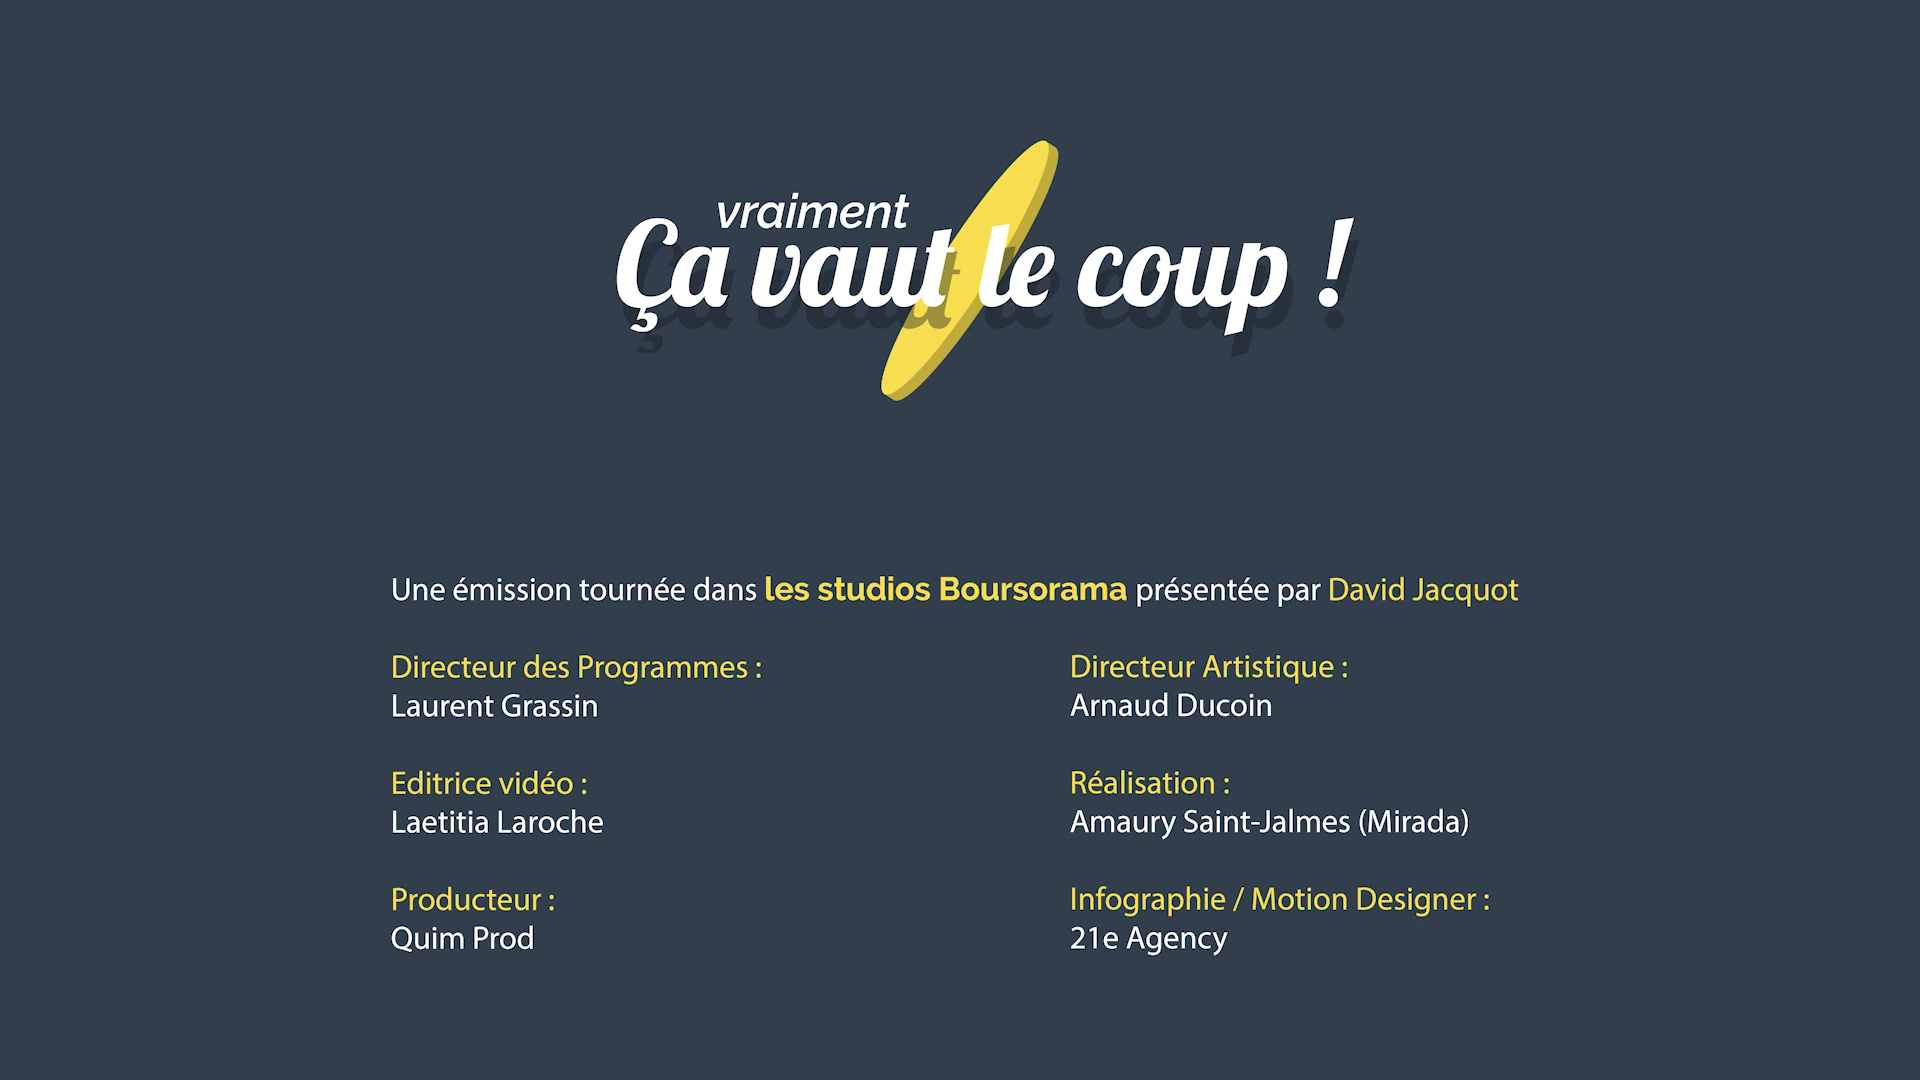 vraiment
Ça vaut le coup !
Une émission tournée dans les studios Boursorama présentée par David Jacquot
Directeur des Programmes :
Laurent Grassin
Editrice vidéo :
Laetitia Laroche
Producteur :
Quim Prod
Directeur Artistique :
Arnaud Ducoin
Réalisation :
Amaury Saint-Jalmes (Mirada)
Infographie / Motion Designer :
21e Agency